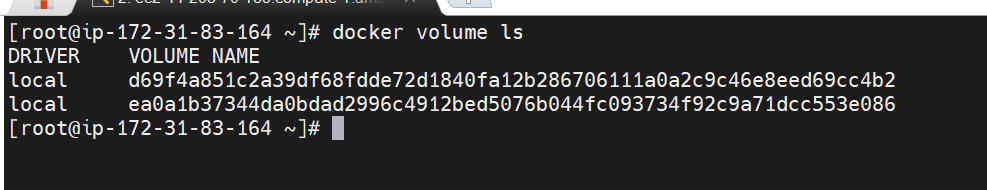 [root@ip-172-31-83-164 ~]# docker volume ls
DRIVER    VOLUME NAME
local     d69f4a851c2a39df68fdde72d1840fa12b286706111a0a2c9c46e8eed69cc4b2
local     ea0a1b37344da0bdad2996c4912bed5076b044fc093734f92c9a71dcc553e086
[root@ip-172-31-83-164 ~]#